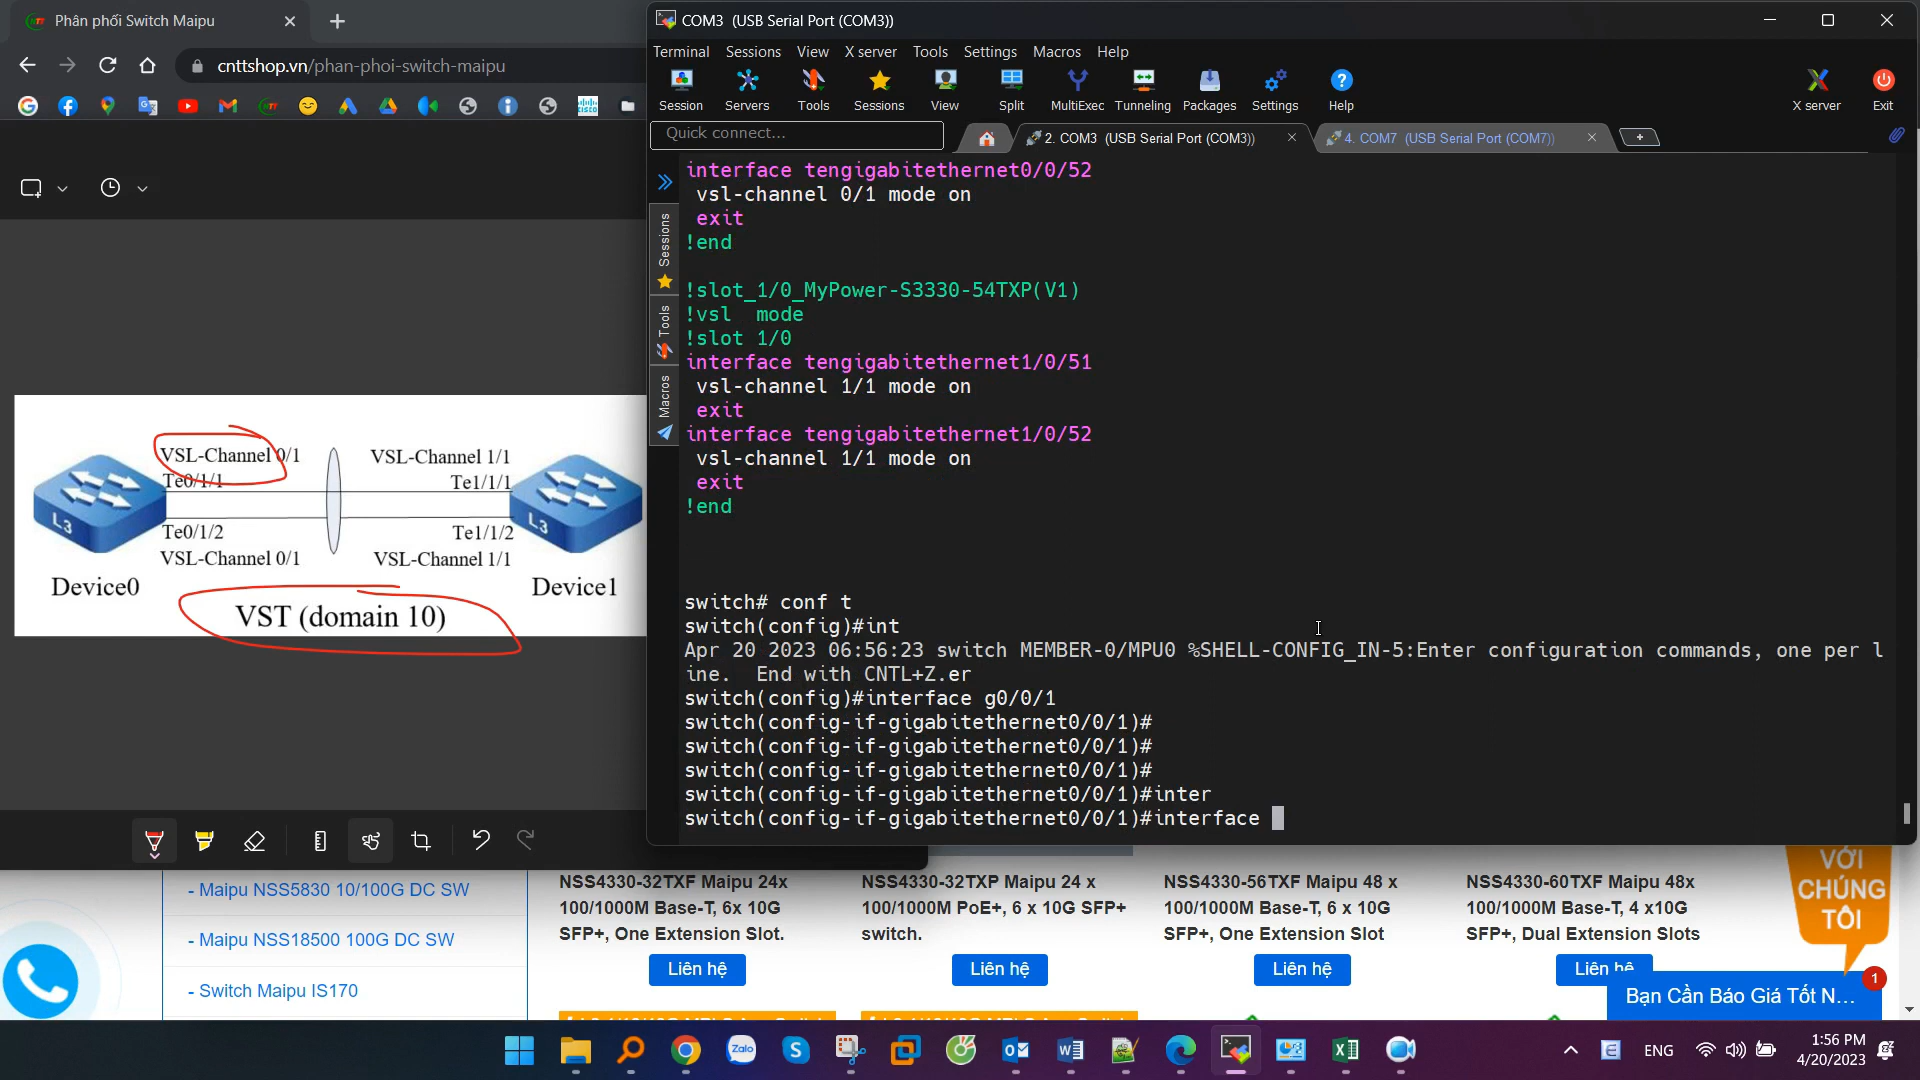 Phân phối Switch Maipu
cnttshop.vn/phan-phoi-switch-maipu
COM3 (USB Serial Port (COM3))
Terminal Sessions View X server Tools Settings Macros Help
Session Servers Tools Sessions View Split MultiExec Tunneling Packages Settings Help X server Exit
Quick connect...
2. COM3 (USB Serial Port (COM3))
4. COM7 (USB Serial Port (COM7))
Sessions
Tools
Macros
interface tengigabitethernet0/0/52
vsl-channel 0/1 mode on
exit
!end
!slot_1/0_MyPower-S3330-54TXP(V1)
!vsl mode
!slot 1/0
interface tengigabitethernet1/0/51
vsl-channel 1/1 mode on
exit
interface tengigabitethernet1/0/52
vsl-channel 1/1 mode on
exit
!end
switch# conf t
switch(config)#int
Apr 20 2023 06:56:23 switch MEMBER-0/MPU0 %SHELL-CONFIG_IN-5:Enter configuration commands, one per l
ine. End with CNTL+Z.er
switch(config)#interface g0/0/1
switch(config-if-gigabitethernet0/0/1)#
switch(config-if-gigabitethernet0/0/1)#
switch(config-if-gigabitethernet0/0/1)#
switch(config-if-gigabitethernet0/0/1)#inter
switch(config-if-gigabitethernet0/0/1)#interface
VSL-Channel 0/1
VSL-Channel 1/1
Te0/1/1
Te1/1/1
L3
L3
Te0/1/2
Te1/1/2
VSL-Channel 0/1
VSL-Channel 1/1
Device0
Device1
VST (domain 10)
- Maipu NSS5830 10/100G DC SW
- Maipu NSS18500 100G DC SW
- Switch Maipu IS170
NSS4330-32TXF Maipu 24x
100/1000M Base-T, 6x 10G
SFP+, One Extension Slot.
Liên hệ
NSS4330-32TXP Maipu 24 x
100/1000M PoE+, 6 x 10G SFP+
switch.
Liên hệ
NSS4330-56TXF Maipu 48 x
100/1000M Base-T, 6 x 10G
SFP+, One Extension Slot
Liên hệ
NSS4330-60TXF Maipu 48x
100/1000M Base-T, 4 x10G
SFP+, Dual Extension Slots
Liên hệ
VỚI
CHÚNG
TÔI
1
Bạn Cần Báo Giá Tốt N...
Zalo
ENG
1:56 PM
4/20/2023